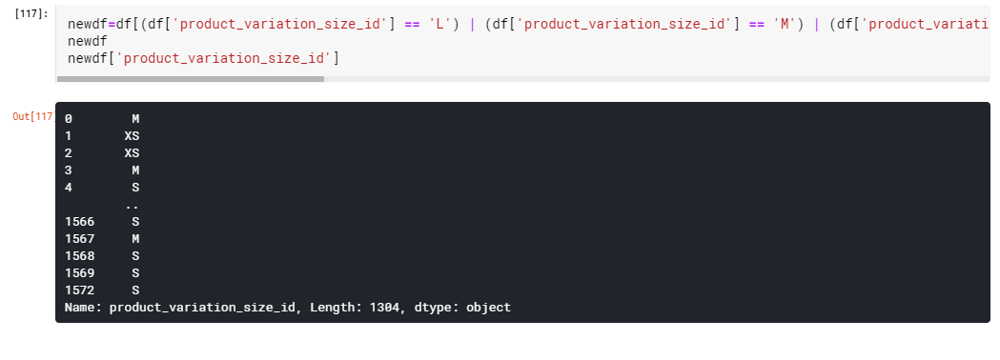 [117]:
newdf=df[(df['product_variation_size_id'] == 'L') | (df['product_variation_size_id'] == 'M') | (df['product_variati
newdf
newdf['product_variation_size_id']
Out[117
0 M
1 XS
2 XS
3 M
4 S
..
1566 S
1567 M
1568 S
1569 S
1572 S
Name: product_variation_size_id, Length: 1304, dtype: object